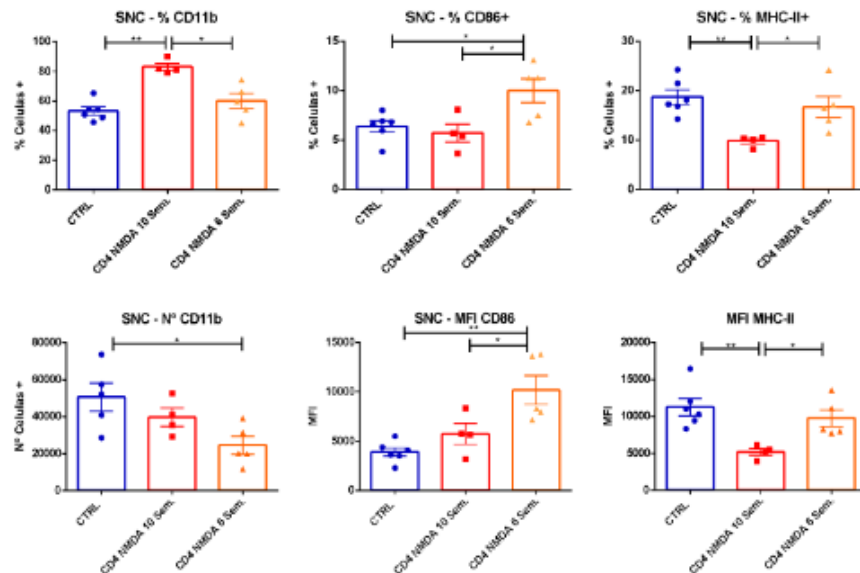 SNC - % CD11b
**
*
% Celulas +
100
80
60
40
20
0
CTRL
CD4 NMDA 10 Sem.
CD4 NMDA 6 Sem.
SNC - % CD86+
*
*
% Celulas +
15
10
5
0
CTRL
CD4 NMDA 10 Sem.
CD4 NMDA 6 Sem.
SNC - % MHC-II+
**
*
% Celulas +
30
20
10
0
CTRL
CD4 NMDA 10 Sem.
CD4 NMDA 6 Sem.
SNC - Nº CD11b
*
Nº Celulas +
80000
60000
40000
20000
0
CTRL
CD4 NMDA 10 Sem.
CD4 NMDA 6 Sem.
SNC - MFI CD86
**
*
MFI
15000
10000
5000
0
CTRL
CD4 NMDA 10 Sem.
CD4 NMDA 6 Sem.
MFI MHC-II
**
*
MFI
20000
15000
10000
5000
0
CTRL
CD4 NMDA 10 Sem.
CD4 NMDA 6 Sem.